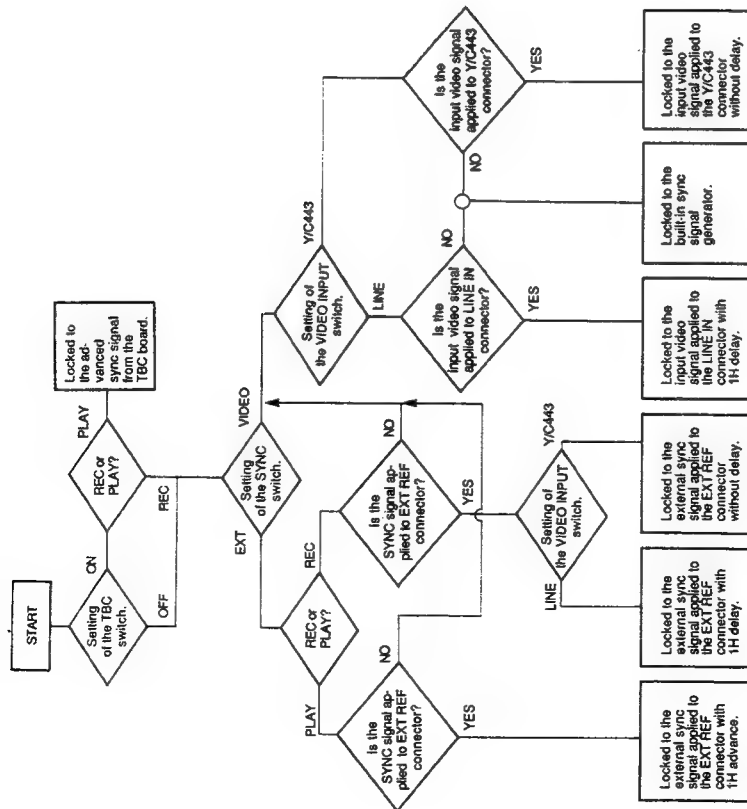 START
Setting
of the TBC
switch.
ON
OFF
REC or
PLAY?
PLAY
REC
Locked to
the ad-
vanced
sync signal
from the
TBC board.
Setting
of the SYNC
switch.
EXT
VIDEO
REC or
PLAY?
PLAY
REC
Is the
SYNC signal ap-
plied to EXT REF
connector?
NO
YES
Is the
SYNC signal ap-
plied to EXT REF
connector?
NO
YES
Setting of
the VIDEO INPUT
switch.
LINE
Y/C443
Setting of
the VIDEO INPUT
switch.
LINE
Y/C443
Is the
input video signal
applied to LINE IN
connector?
NO
YES
Is the
input video signal
applied to Y/C443
connector?
NO
YES
Locked to the
external sync
signal applied to
the EXT REF
connector with
1H advance.
Locked to the
external sync
signal applied to
the EXT REF
connector with
1H delay.
Locked to the
external sync
signal applied to
the EXT REF
connector
without delay.
Locked to the
input video
signal applied to
the LINE IN
connector with
1H delay.
Locked to the
built-in sync
signal
generator.
Locked to the
input video
signal applied to
the Y/C443
connector
without delay.